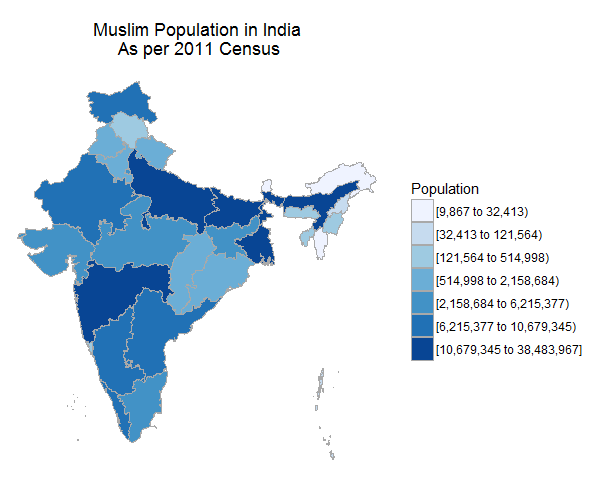 Muslim Population in India
As per 2011 Census
Population
[9,867 to 32,413)
[32,413 to 121,564)
[121,564 to 514,998)
[514,998 to 2,158,684)
[2,158,684 to 6,215,377)
[6,215,377 to 10,679,345)
[10,679,345 to 38,483,967]